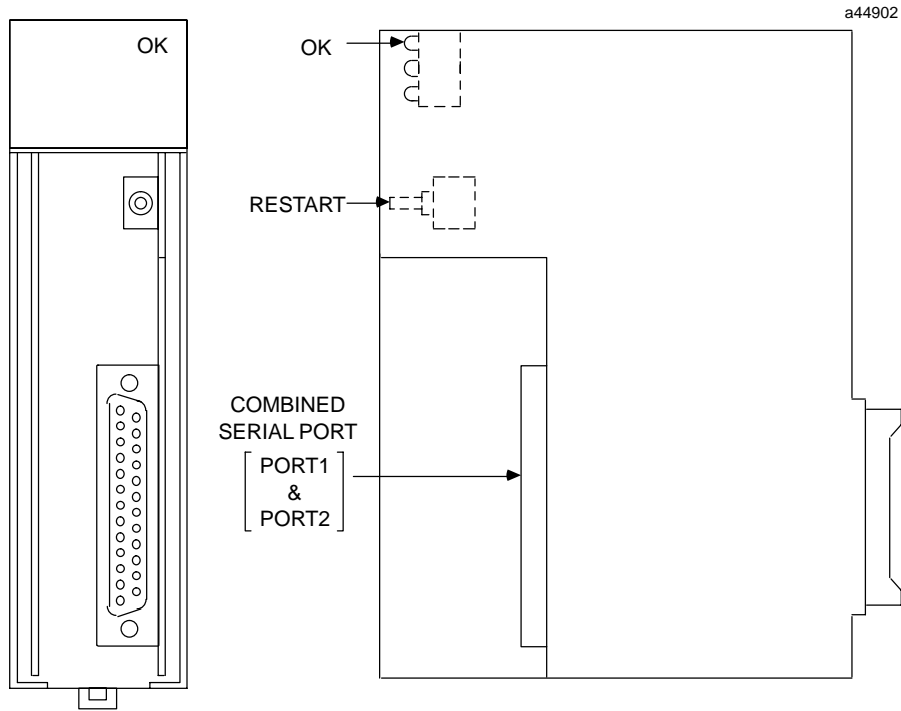 a44902
OK
OK
RESTART
COMBINED
SERIAL PORT
PORT1
&
PORT2